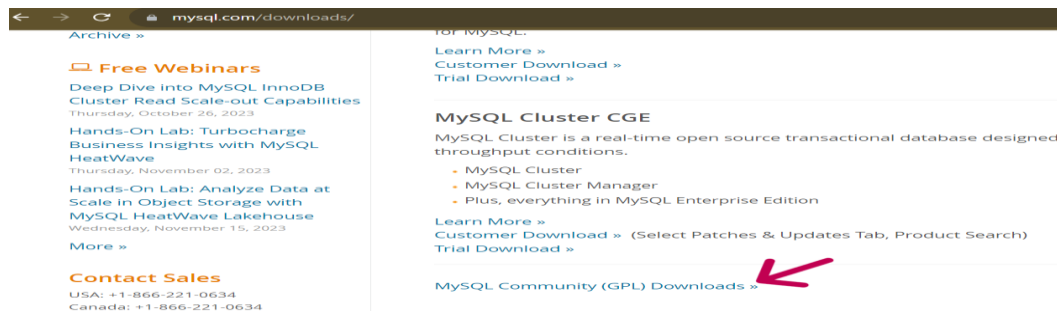 mysql.com/downloads/
Archive »
Free Webinars
Deep Dive into MySQL InnoDB
Cluster Read Scale-out Capabilities
Thursday, October 26, 2023
Hands-On Lab: Turbocharge
Business Insights with MySQL
HeatWave
Thursday, November 02, 2023
Hands-On Lab: Analyze Data at
Scale in Object Storage with
MySQL HeatWave Lakehouse
Wednesday, November 15, 2023
More »
Contact Sales
USA: +1-866-221-0634
Canada: +1-866-221-0634
for MySQL.
Learn More »
Customer Download »
Trial Download »
MySQL Cluster CGE
MySQL Cluster is a real-time open source transactional database designed
throughput conditions.
• MySQL Cluster
• MySQL Cluster Manager
• Plus, everything in MySQL Enterprise Edition
Learn More »
Customer Download » (Select Patches & Updates Tab, Product Search)
Trial Download »
MySQL Community (GPL) Downloads »